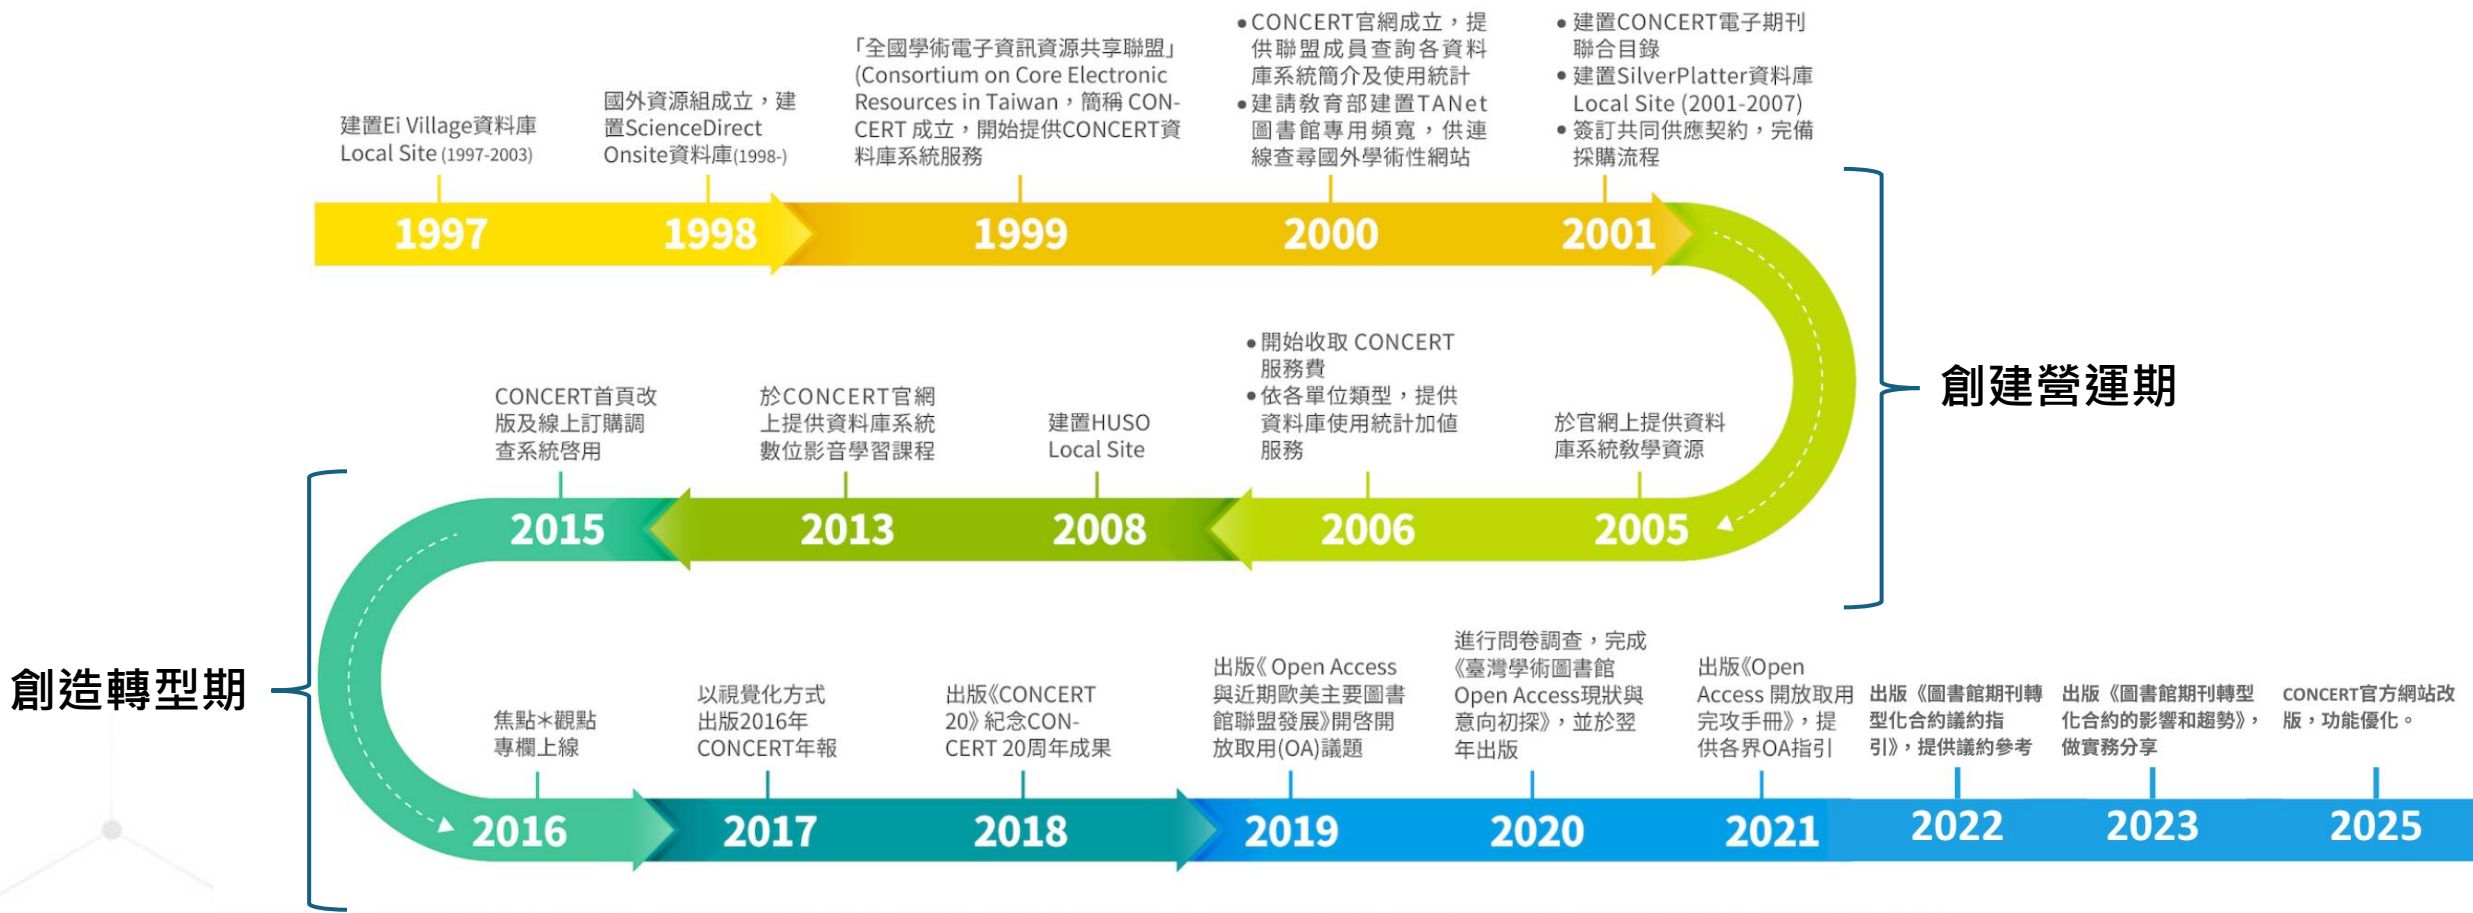 建置Ei Village資料庫
Local Site (1997-2003)
1997
國外資源組成立，建
置ScienceDirect
Onsite資料庫(1998-)
1998
「全國學術電子資訊資源共享聯盟」
(Consortium on Core Electronic
Resources in Taiwan，簡稱 CON-
CERT 成立，開始提供CONCERT資
料庫系統服務
1999
●CONCERT官網成立，提
供聯盟成員查詢各資料
庫系統簡介及使用統計
●建請教育部建置TANet
圖書館專用頻寬，供連
線查尋國外學術性網站
2000
●建置CONCERT電子期刊
聯合目錄
●建置SilverPlatter資料庫
Local Site (2001-2007)
●簽訂共同供應契約，完備
採購流程
2001
創建營運期
於官網上提供資料
庫系統教學資源
2005
●開始收取 CONCERT
服務費
●依各單位類型，提供
資料庫使用統計加值
服務
2006
建置HUSO
Local Site
2008
於CONCERT官網
上提供資料庫系統
數位影音學習課程
2013
CONCERT首頁改
版及線上訂購調
查系統啓用
2015
創造轉型期
焦點＊觀點
專欄上線
2016
以視覺化方式
出版2016年
CONCERT年報
2017
出版《CONCERT
20》紀念CON-
CERT 20周年成果
2018
出版《 Open Access
與近期歐美主要圖書
館聯盟發展》開啓開
放取用(OA)議題
2019
進行問卷調查，完成
《臺灣學術圖書館
Open Access現狀與
意向初探》，並於翌
年出版
2020
出版《Open
Access 開放取用
完攻手冊》，提
供各界OA指引
2021
出版《圖書館期刊轉
型化合約議約指
引》，提供議約參考
2022
出版《圖書館期刊轉型
化合約的影響和趨勢》，
做實務分享
2023
CONCERT官方網站改
版，功能優化。
2025